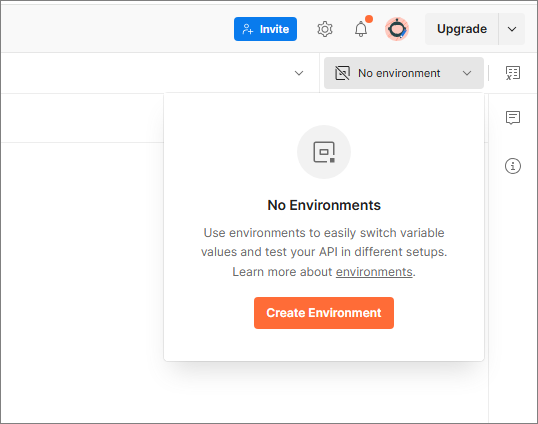 Invite
Upgrade
No environment
No Environments
Use environments to easily switch variable
values and test your API in different setups.
Learn more about environments.
Create Environment